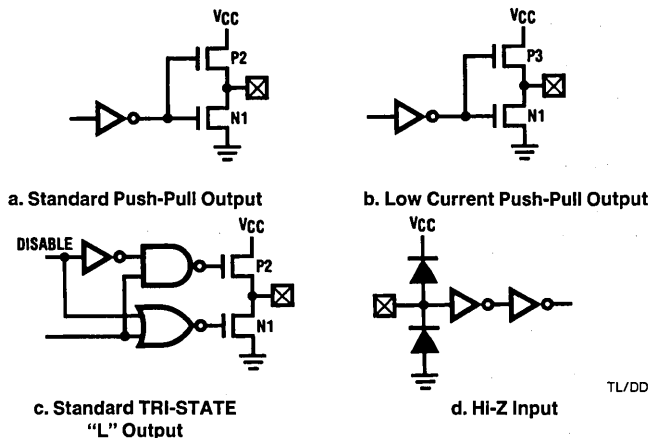 VCC
P2
N1
a. Standard Push-Pull Output
VCC
P3
N1
b. Low Current Push-Pull Output
DISABLE
VCC
P2
N1
c. Standard TRI-STATE
"L" Output
VCC
d. Hi-Z Input
TL/DD